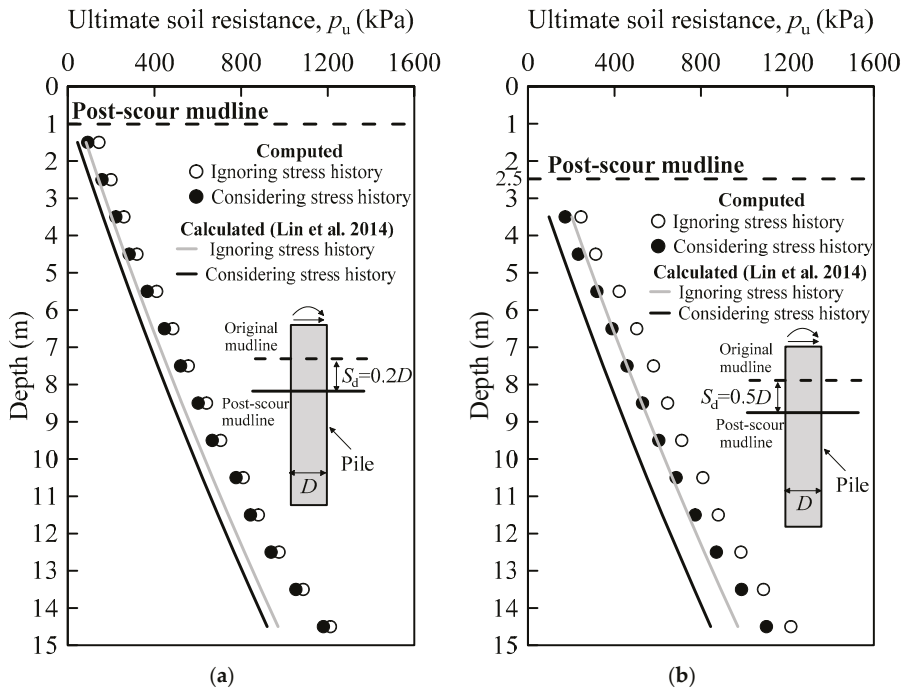 Ultimate soil resistance, pu (kPa)
0 400 800 1200 1600
Depth (m)
0
1
2
3
4
5
6
7
8
9
10
11
12
13
14
15
Post-scour mudline
Computed
Ignoring stress history
Considering stress history
Calculated (Lin et al. 2014)
Ignoring stress history
Considering stress history
Original
mudline
Sd=0.2D
Post-scour
mudline
Pile
D
(a)
Ultimate soil resistance, pu (kPa)
0 400 800 1200 1600
Depth (m)
0
1
2
2.5
3
4
5
6
7
8
9
10
11
12
13
14
15
Post-scour mudline
Computed
Ignoring stress history
Considering stress history
Calculated (Lin et al. 2014)
Ignoring stress history
Considering stress history
Original
mudline
Sd=0.5D
Post-scour
mudline
Pile
D
(b)